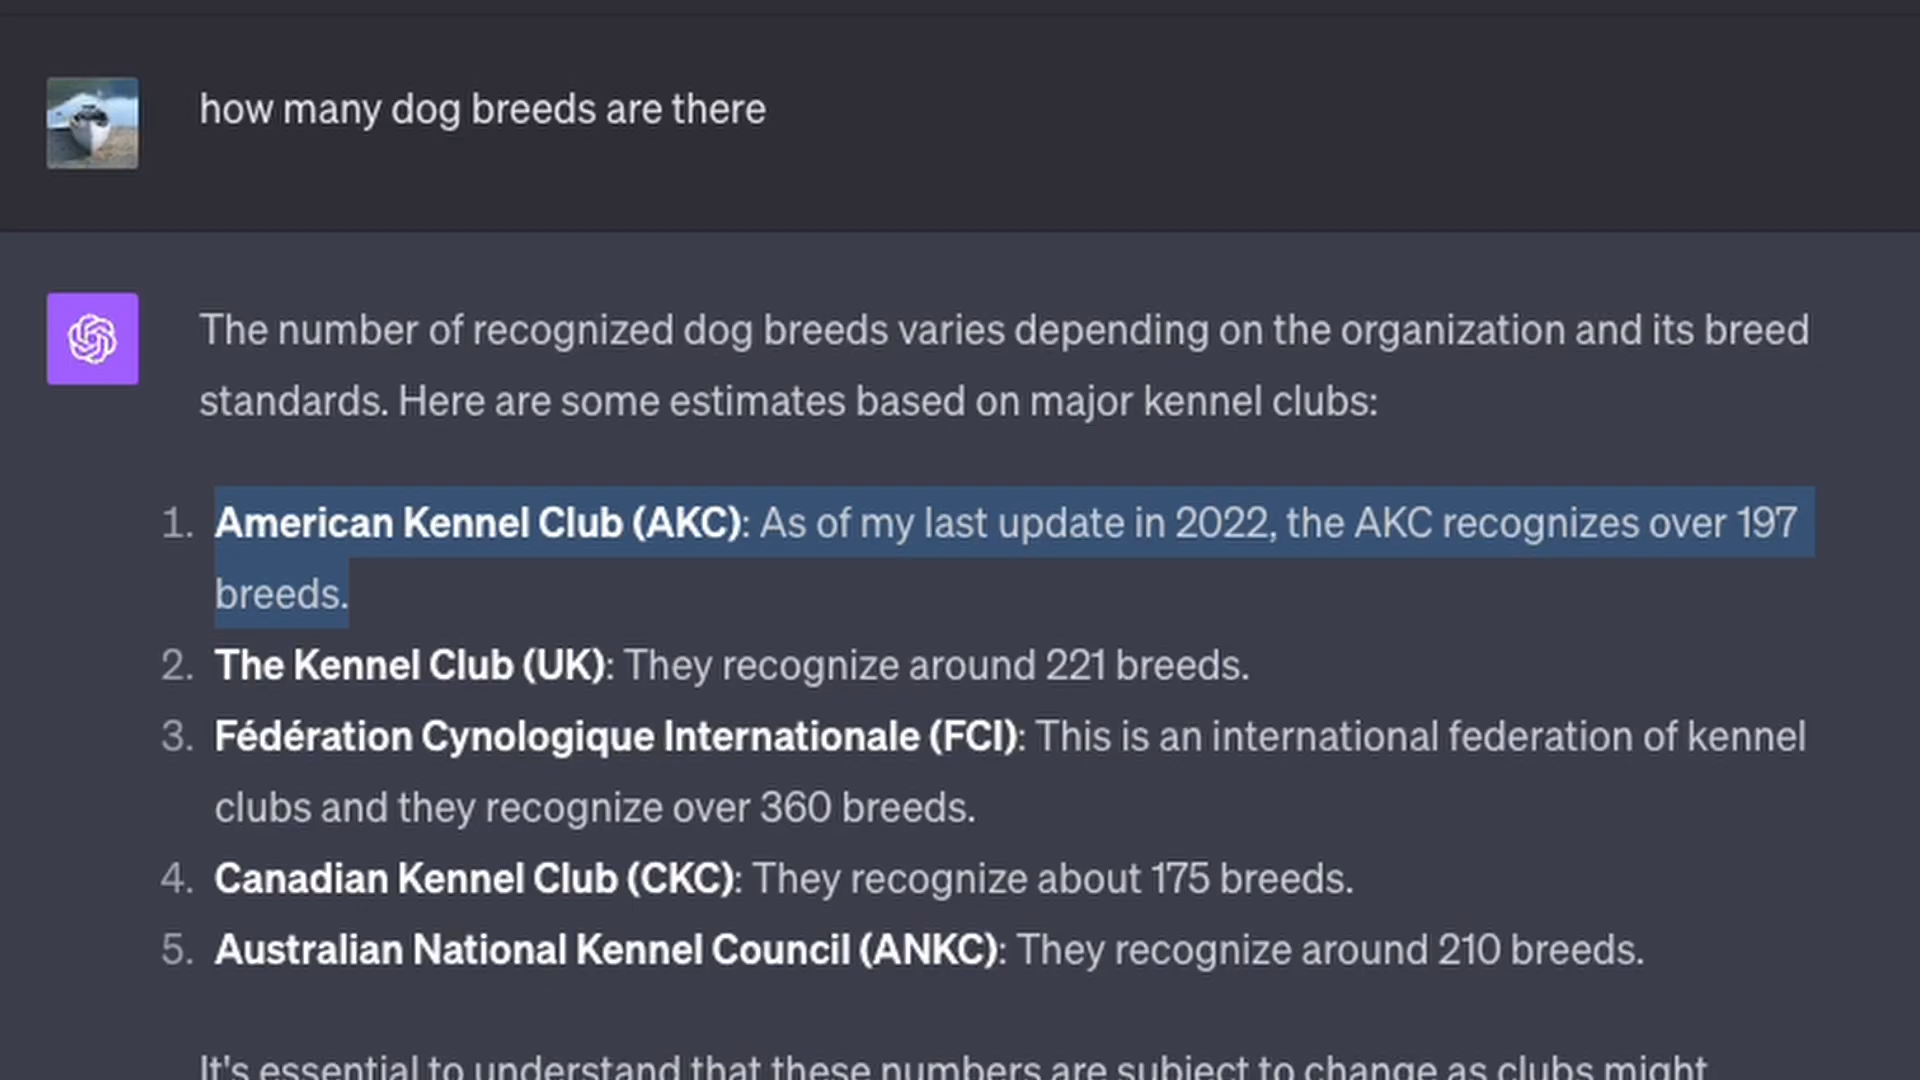 how many dog breeds are there
The number of recognized dog breeds varies depending on the organization and its breed
standards. Here are some estimates based on major kennel clubs:
1. American Kennel Club (AKC): As of my last update in 2022, the AKC recognizes over 197
breeds.
2. The Kennel Club (UK): They recognize around 221 breeds.
3. Fédération Cynologique Internationale (FCI): This is an international federation of kennel
clubs and they recognize over 360 breeds.
4. Canadian Kennel Club (CKC): They recognize about 175 breeds.
5. Australian National Kennel Council (ANKC): They recognize around 210 breeds.
It's essential to understand that these numbers are subject to change as clubs might